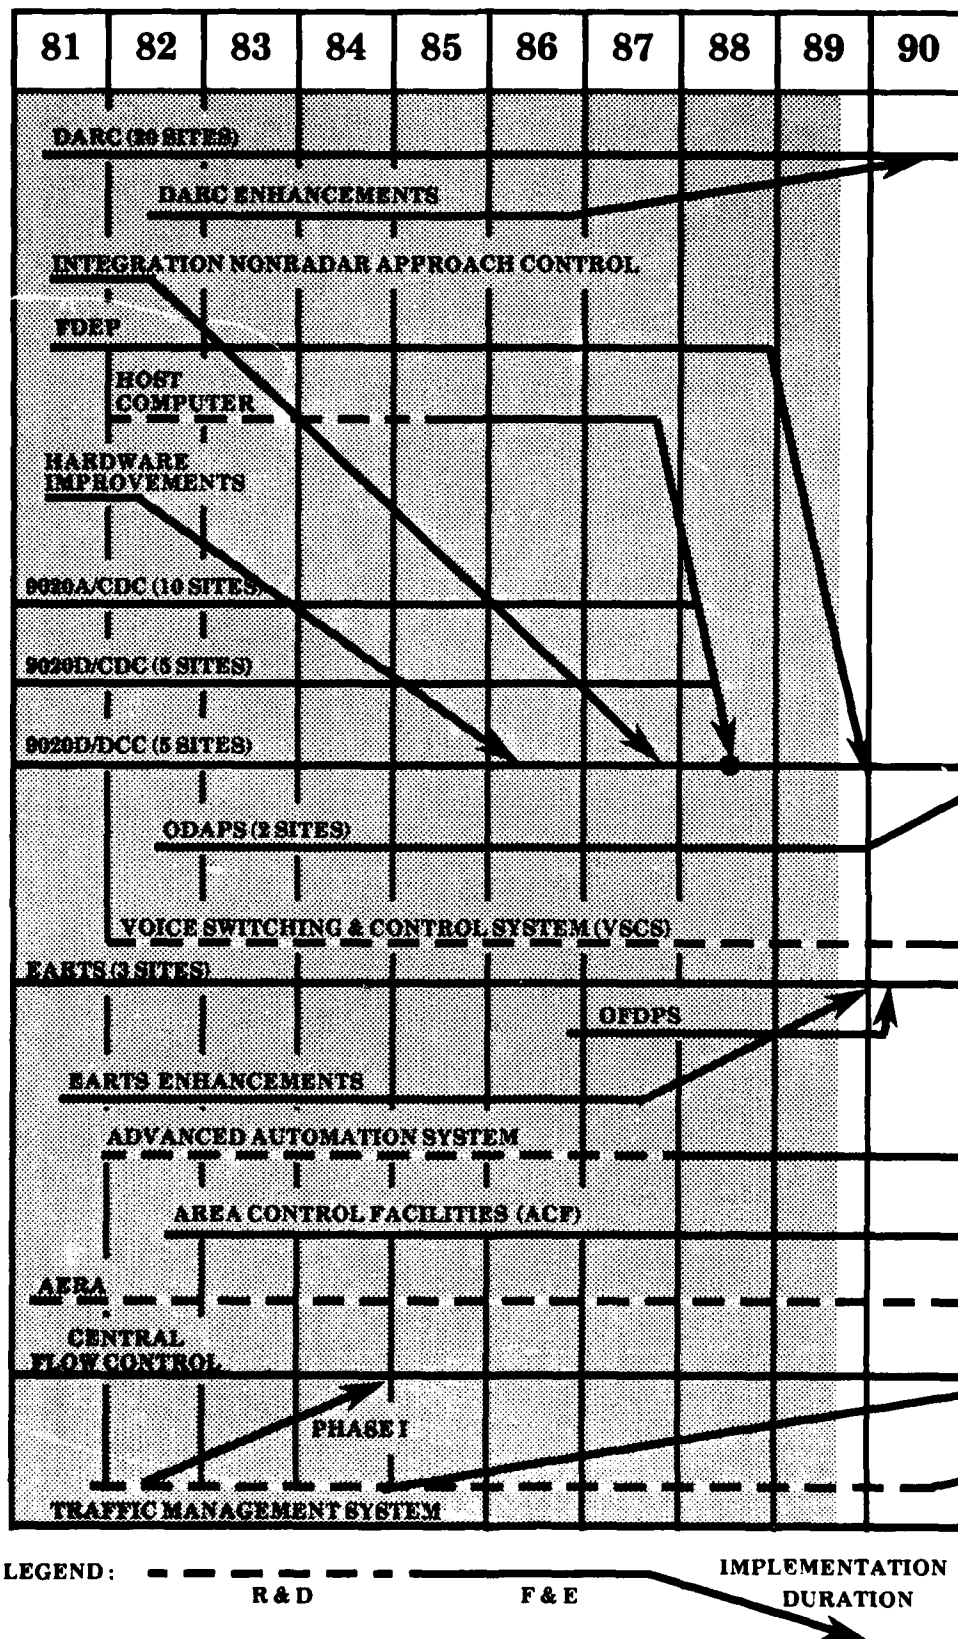 81 82 83 84 85 86 87 88 89 90
DARC (20 SITES)
DARC ENHANCEMENTS
INTEGRATION NONRADAR APPROACH CONTROL
FDEP
HOST
COMPUTER
HARDWARE
IMPROVEMENTS
9020A/CDC (10 SITES)
9020D/CDC (5 SITES)
9020D/DCC (5 SITES)
ODAPS (2 SITES)
VOICE SWITCHING & CONTROL SYSTEM (VSCS)
EARTS (3 SITES)
OFDPS
EARTS ENHANCEMENTS
ADVANCED AUTOMATION SYSTEM
AREA CONTROL FACILITIES (ACF)
AERA
CENTRAL
FLOW CONTROL
PHASE I
TRAFFIC MANAGEMENT SYSTEM
LEGEND:
R & D
F & E
IMPLEMENTATION
DURATION